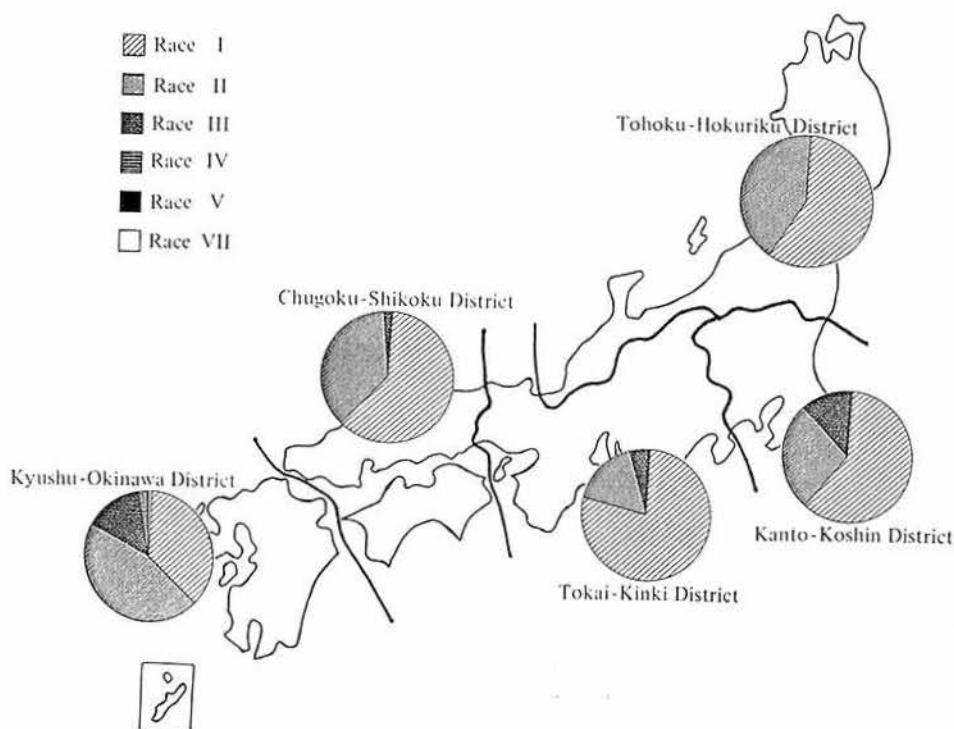 Race I
Race II
Race III
Race IV
Race V
Race VII
Tohoku-Hokuriku District
Chugoku-Shikoku District
Kyushu-Okinawa District
Kanto-Koshin District
Tokai-Kinki District